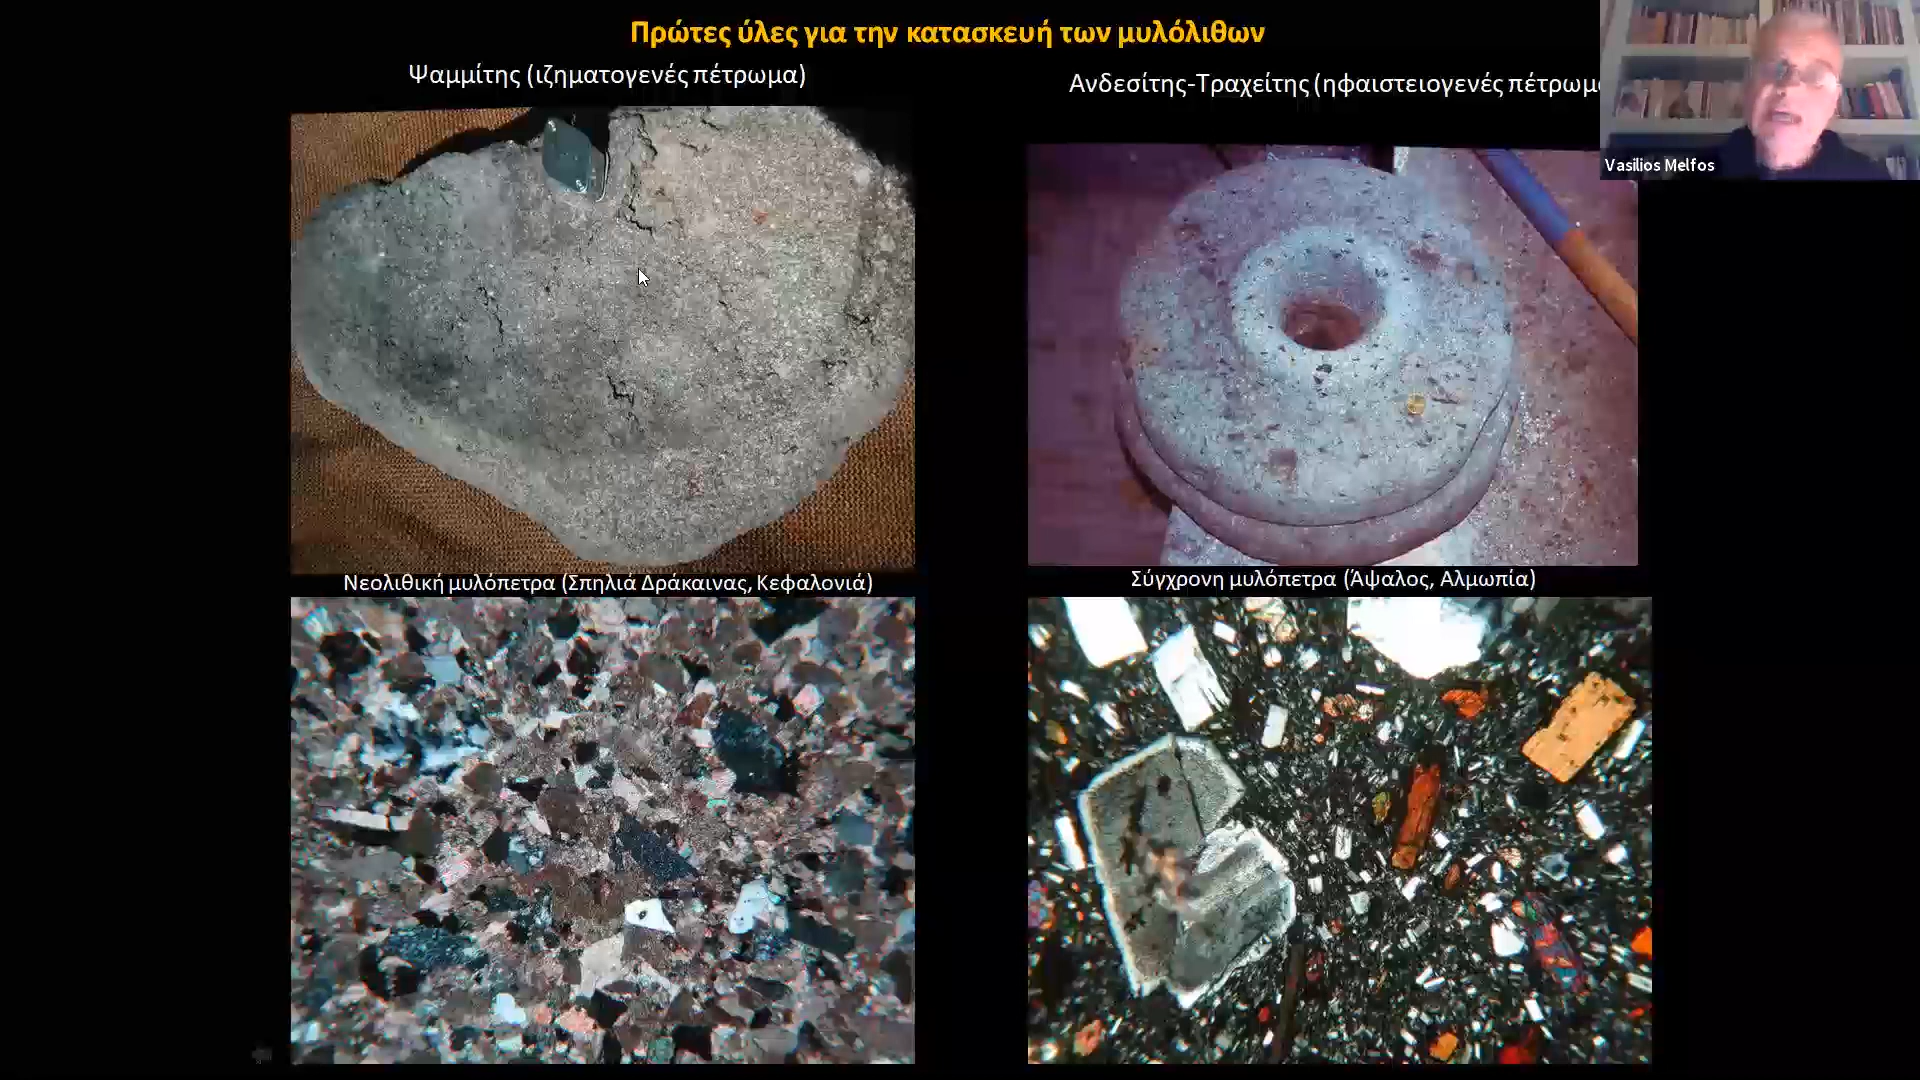 Πρώτες ύλες για την κατασκευή των μυλόλιθων
Ψαμμίτης (ιζηματογενές πέτρωμα)
Ανδεσίτης-Τραχείτης (ηφαιστειογενές
Vasilios Melfos
Νεολιθική μυλόπετρα (Σπηλιά Δράκαινας, Κεφαλονιά)
Σύγχρονη μυλόπετρα (Άψαλος, Αλμωπία)